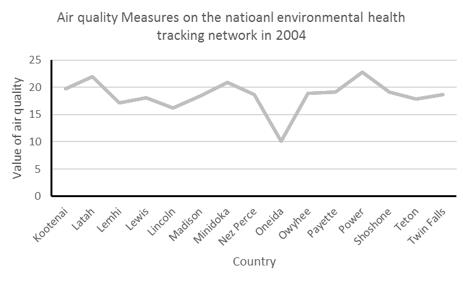 Air quality Measures on the natioanl environmental health
tracking network in 2004
Value of air quality
25
20
15
10
5
0
Kootenai
Latah
Lemhi
Lewis
Lincoln
Madison
Minidoka
Nez Perce
Oneida
Owyhee
Payette
Power
Shoshone
Teton
Twin Falls
Country